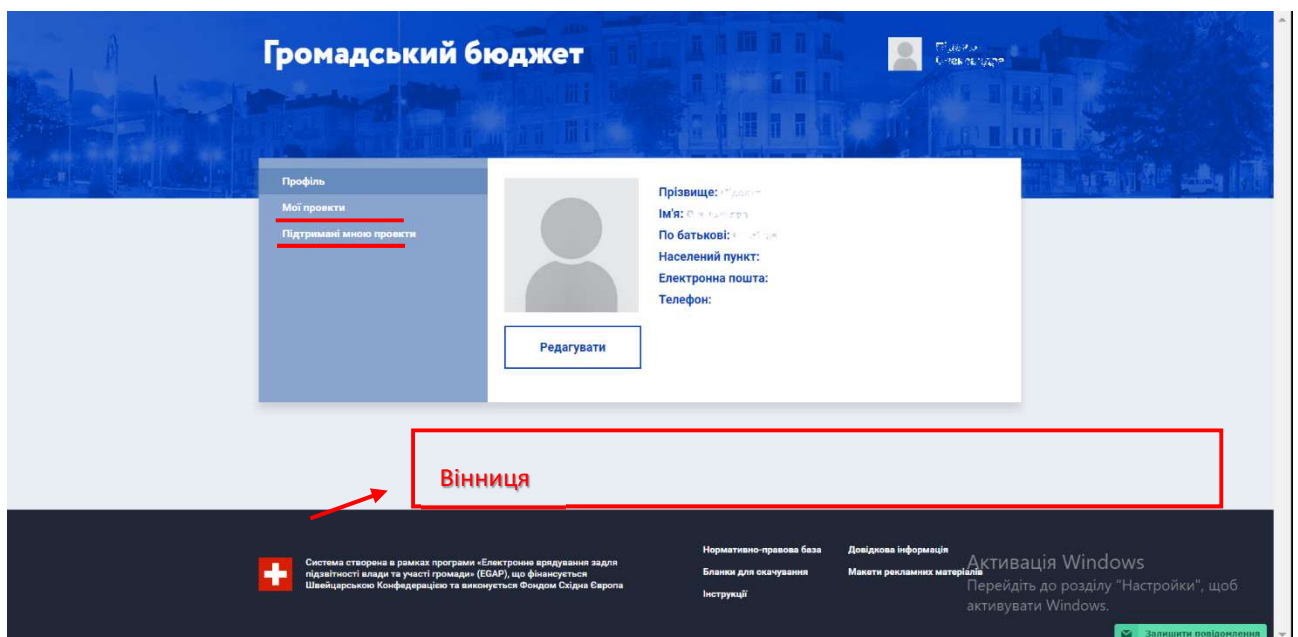 Громадський бюджет
Профіль
Мої проекти
Підтримані мною проекти
Прізвище:
Ім'я:
По батькові:
Населений пункт:
Електронна пошта:
Телефон:
Редагувати
Вінниця
Система створена в рамках програми «Електронне врядування задля
підзвітності влади та участі громади» (EGAP), що фінансується
Швейцарською Конфедерацією та виконується Фондом Східна Європа
Нормативно-правова база
Бланки для скачування
Інструкції
Довідкова інформація
Макети рекламних матеріалів
Активація Windows
Перейдіть до розділу "Настройки", щоб
активувати Windows.
Залишити повідомлення